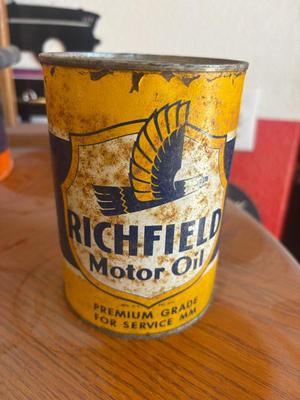 RICHFIELD
Motor Oil
PREMIUM GRADE
FOR SERVICE MM